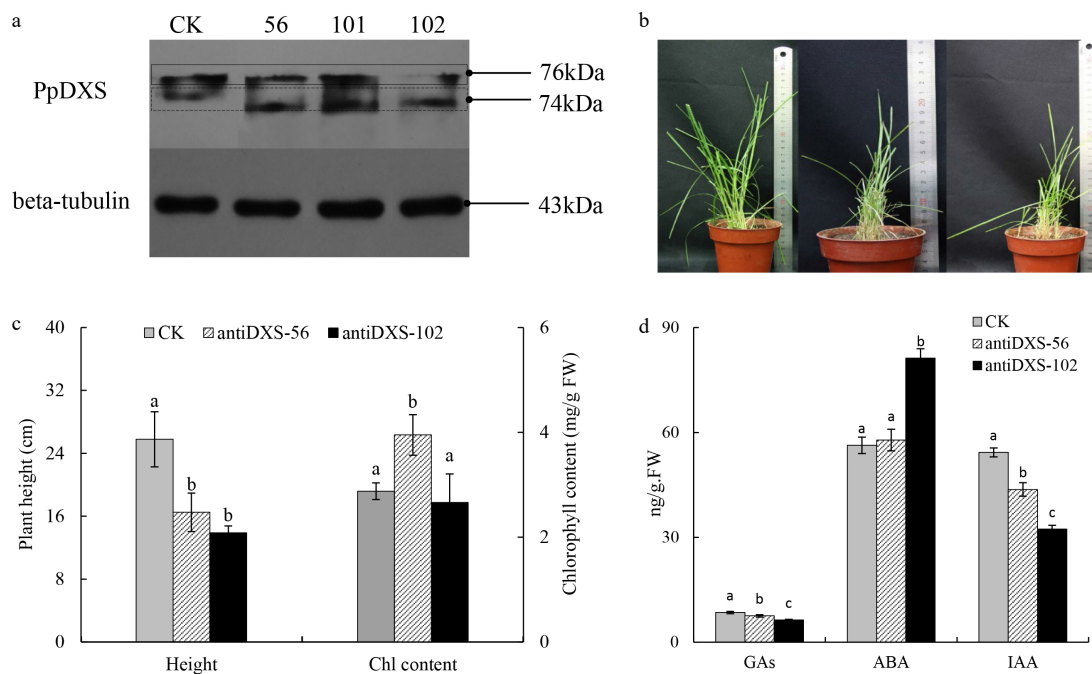 a
CK 56 101 102
PpDXS
76kDa
74kDa
beta-tubulin
43kDa
b
c
CK antiDXS-56 antiDXS-102
Plant height (cm)
40
32
24
16
8
0
a
b
b
a
b
a
Height Chl content
6
4
2
0
Chlorophyll content (mg/g FW)
d
CK
antiDXS-56
antiDXS-102
ng/g.FW
90
60
30
0
a
b
c
a
a
b
a
b
c
GAs ABA IAA